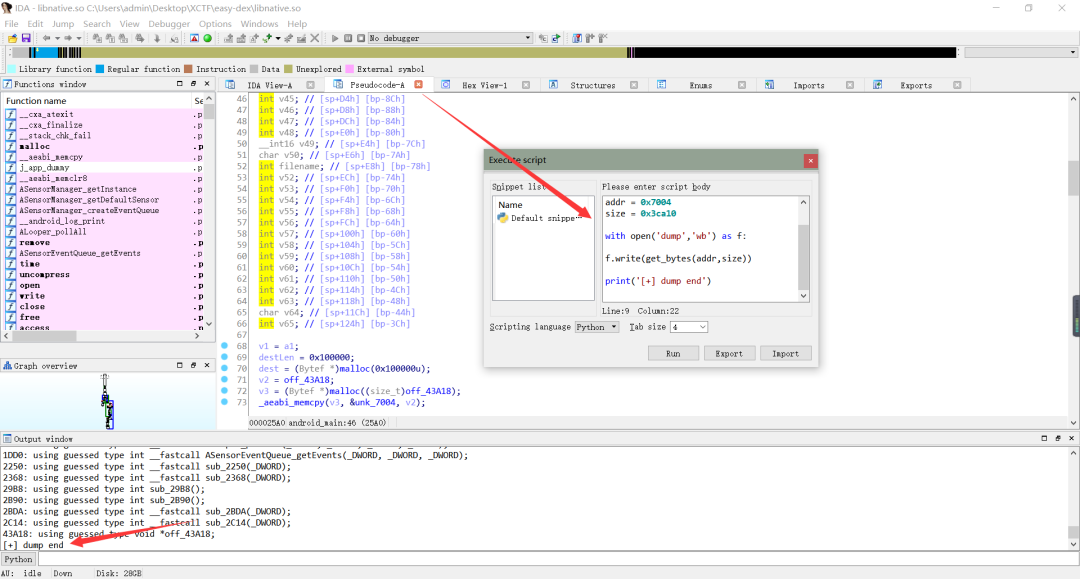 IDA - libnative.so C:\Users\admin\Desktop\XCTF\easy-dex\libnative.so
File Edit Jump Search View Debugger Options Windows Help
No debugger
Library function Regular function Instruction Data Unexplored External symbol
Functions window
IDA View-A Pseudocode-A Hex View-1 Structures Enums Imports Exports
Function name Se
__cxa_atexit .p
__cxa_finalize .p
__stack_chk_fail .p
malloc .p
__aeabi_memcpy .p
j_app_dummy .p
__aeabi_memclr8 .p
ASensorManager_getInstance .p
ASensorManager_getDefaultSensor .p
ASensorManager_createEventQueue .p
__android_log_print .p
ALooper_pollAll .p
remove .p
ASensorEventQueue_getEvents .p
time .p
uncompress .p
open .p
write .p
close .p
free .p
access .p
Graph overview
46 int v45; // [sp+D4h] [bp-8Ch]
47 int v46; // [sp+D8h] [bp-88h]
48 int v47; // [sp+DCh] [bp-84h]
49 int v48; // [sp+E0h] [bp-80h]
50 __int16 v49; // [sp+E4h] [bp-7Ch]
51 char v50; // [sp+E6h] [bp-7Ah]
52 int filename; // [sp+E8h] [bp-78h]
53 int v52; // [sp+ECh] [bp-74h]
54 int v53; // [sp+F0h] [bp-70h]
55 int v54; // [sp+F4h] [bp-6Ch]
56 int v55; // [sp+F8h] [bp-68h]
57 int v56; // [sp+FCh] [bp-64h]
58 int v57; // [sp+100h] [bp-60h]
59 int v58; // [sp+104h] [bp-5Ch]
60 int v59; // [sp+108h] [bp-58h]
61 int v60; // [sp+10Ch] [bp-54h]
62 int v61; // [sp+110h] [bp-50h]
63 int v62; // [sp+114h] [bp-4Ch]
64 int v63; // [sp+118h] [bp-48h]
65 char v64; // [sp+11Ch] [bp-44h]
66 int v65; // [sp+124h] [bp-3Ch]
67
68 v1 = a1;
69 destLen = 0x100000;
70 dest = (Bytef *)malloc(0x100000u);
71 v2 = off_43A18;
72 v3 = (Bytef *)malloc((size_t)off_43A18);
73 _aeabi_memcpy(v3, &unk_7004, v2);
000025A0 android_main:46 (25A0)
Execute script
Snippet list
Name
Default snippe…
Please enter script body
addr = 0x7004
size = 0x3ca10
with open('dump','wb') as f:
f.write(get_bytes(addr,size))
print('[+] dump end')
Line:9 Column:22
Scripting language Python Tab size 4
Run Export Import
Output window
1DD0: using guessed type int __fastcall ASensorEventQueue_getEvents(_DWORD, _DWORD, _DWORD);
2250: using guessed type int __fastcall sub_2250(_DWORD);
2368: using guessed type int __fastcall sub_2368(_DWORD);
29B8: using guessed type int sub_29B8();
2B90: using guessed type int sub_2B90();
2BDA: using guessed type int __fastcall sub_2BDA(_DWORD);
2C14: using guessed type int __fastcall sub_2C14(_DWORD);
43A18: using guessed type void *off_43A18;
[+] dump end
Python
AU: idle Down Disk: 28GB